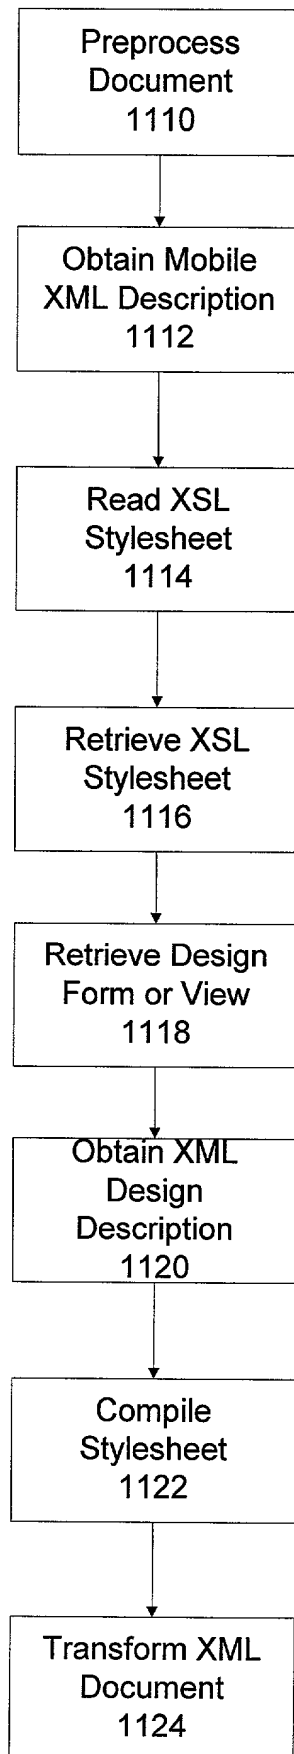 Preprocess
Document
1110
Obtain Mobile
XML Description
1112
Read XSL
Stylesheet
1114
Retrieve XSL
Stylesheet
1116
Retrieve Design
Form or View
1118
Obtain XML
Design
Description
1120
Compile
Stylesheet
1122
Transform XML
Document
1124